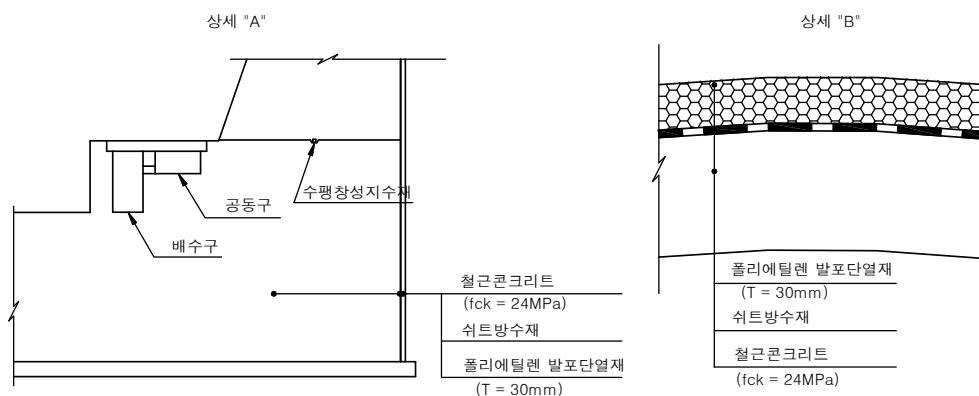 상세 "A"
상세 "B"
수팽창성지수재
공동구
배수구
철근콘크리트
(fck = 24MPa)
쉬트방수재
폴리에틸렌 발포단열재
(T = 30mm)
폴리에틸렌 발포단열재
(T = 30mm)
쉬트방수재
철근콘크리트
(fck = 24MPa)